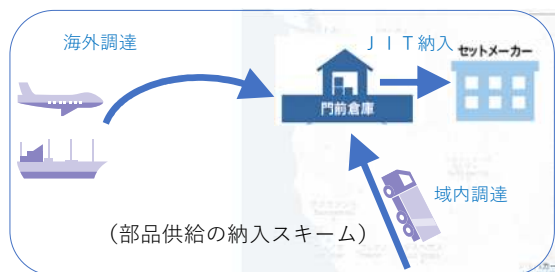 海外調達
ＪＩＴ納入
セットメーカー
門前倉庫
域内調達
（部品供給の納入スキーム）